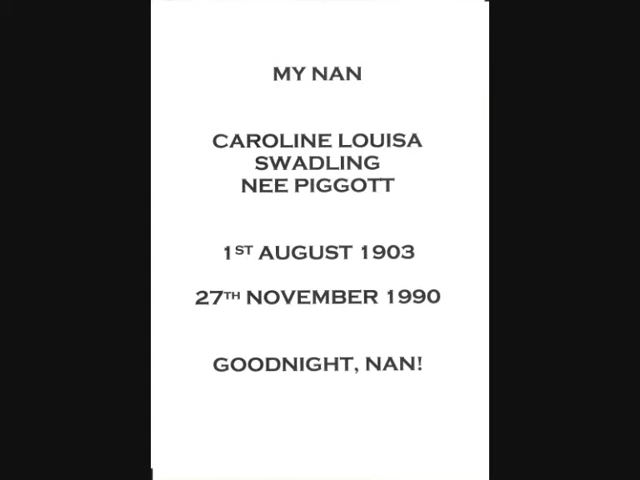 MY NAN
CAROLINE LOUISA
SWADLING
NEE PIGGOTT
1ST AUGUST 1903
27TH NOVEMBER 1990
GOODNIGHT, NAN!